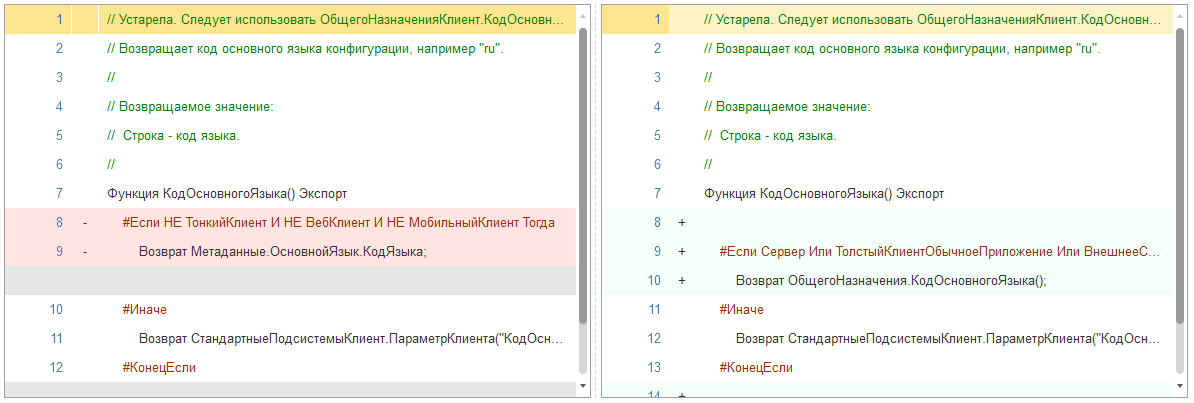 1 // Устарела. Следует использовать ОбщегоНазначенияКлиент.КодОсновн…
2 // Возвращает код основного языка конфигурации, например "ru".
3 //
4 // Возвращаемое значение:
5 //  Строка - код языка.
6 //
7 Функция КодОсновногоЯзыка() Экспорт
8 - #Если НЕ ТонкийКлиент И НЕ ВебКлиент И НЕ МобильныйКлиент Тогда
9 - Возврат Метаданные.ОсновнойЯзык.КодЯзыка;
10 #Иначе
11 Возврат СтандартныеПодсистемыКлиент.ПараметрКлиента("КодОсн…
12 #КонецЕсли
1 // Устарела. Следует использовать ОбщегоНазначенияКлиент.КодОсновн…
2 // Возвращает код основного языка конфигурации, например "ru".
3 //
4 // Возвращаемое значение:
5 //  Строка - код языка.
6 //
7 Функция КодОсновногоЯзыка() Экспорт
8 +
9 + #Если Сервер Или ТолстыйКлиентОбычноеПриложение Или ВнешнееС…
10 + Возврат ОбщегоНазначения.КодОсновногоЯзыка();
11 #Иначе
12 Возврат СтандартныеПодсистемыКлиент.ПараметрКлиента("КодОсн…
13 #КонецЕсли
14 +